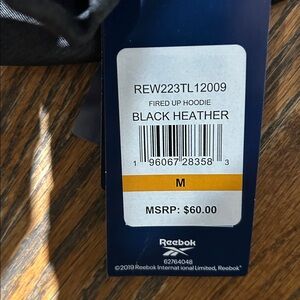 REW223TL12009
FIRED UP HOODIE
BLACK HEATHER
1 96067 28358 3
M
MSRP: $60.00
Reebok
62764048
©2019 Reebok International Limited, Reebok®